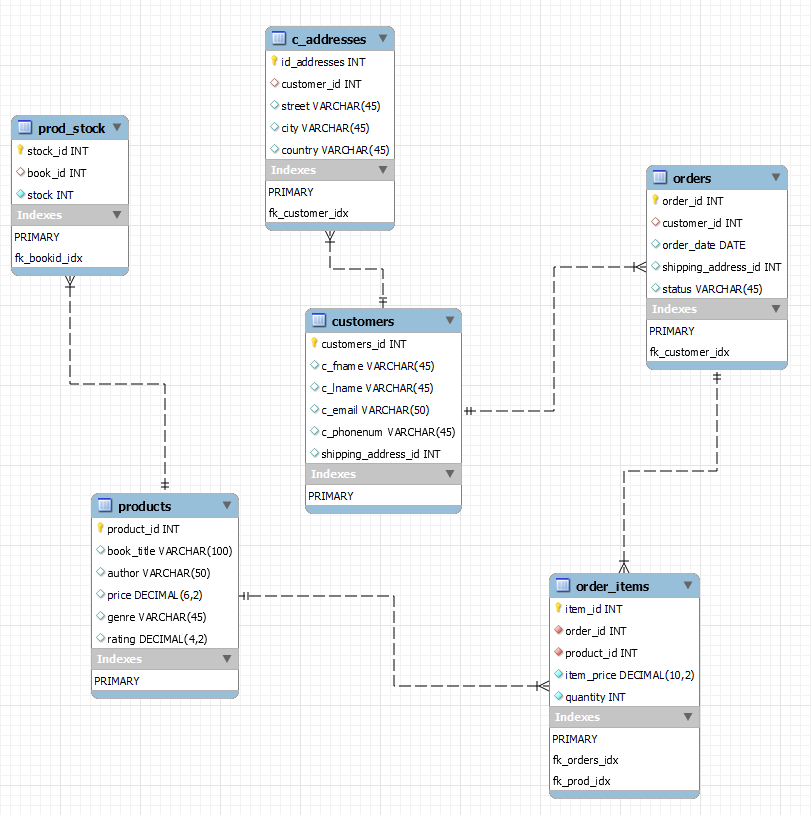 c_addresses
id_addresses INT
customer_id INT
street VARCHAR(45)
city VARCHAR(45)
country VARCHAR(45)
Indexes
PRIMARY
fk_customer_idx
prod_stock
stock_id INT
book_id INT
stock INT
Indexes
PRIMARY
fk_bookid_idx
orders
order_id INT
customer_id INT
order_date DATE
shipping_address_id INT
status VARCHAR(45)
Indexes
PRIMARY
fk_customer_idx
customers
customers_id INT
c_fname VARCHAR(45)
c_lname VARCHAR(45)
c_email VARCHAR(50)
c_phonenum VARCHAR(45)
shipping_address_id INT
Indexes
PRIMARY
products
product_id INT
book_title VARCHAR(100)
author VARCHAR(50)
price DECIMAL(6,2)
genre VARCHAR(45)
rating DECIMAL(4,2)
Indexes
PRIMARY
order_items
item_id INT
order_id INT
product_id INT
item_price DECIMAL(10,2)
quantity INT
Indexes
PRIMARY
fk_orders_idx
fk_prod_idx